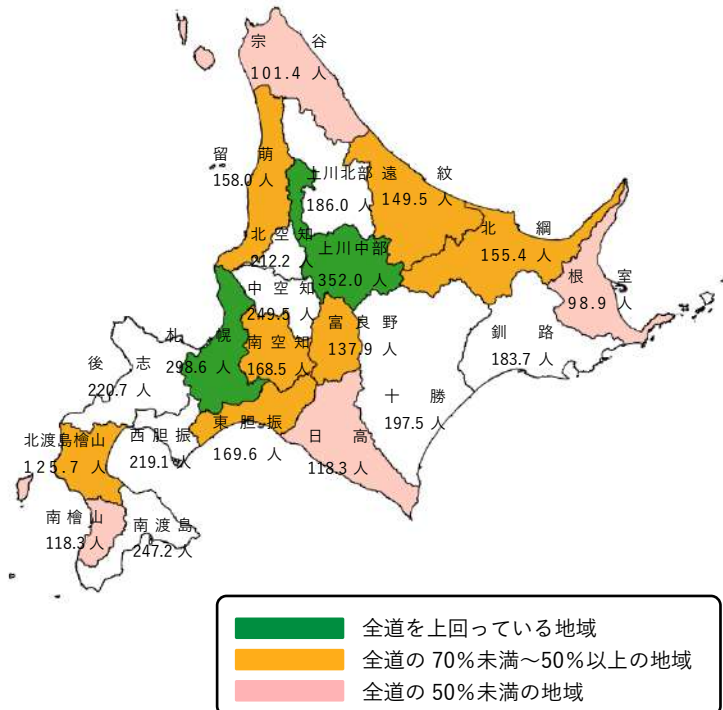 宗谷
101.4 人
留萌
158.0 人
上川北部
186.0 人
遠紋
149.5 人
北網
155.4 人
北空知
212.2 人
上川中部
352.0 人
根室
98.9 人
中空知
249.5 人
富良野
137.9 人
釧路
183.7 人
札幌
298.6 人
南空知
168.5 人
後志
220.7 人
十勝
197.5 人
北渡島檜山
125.7 人
西胆振
219.1 人
東胆振
169.6 人
日高
118.3 人
南檜山
118.3 人
南渡島
247.2 人
全道を上回っている地域
全道の 70%未満～50%以上の地域
全道の 50%未満の地域